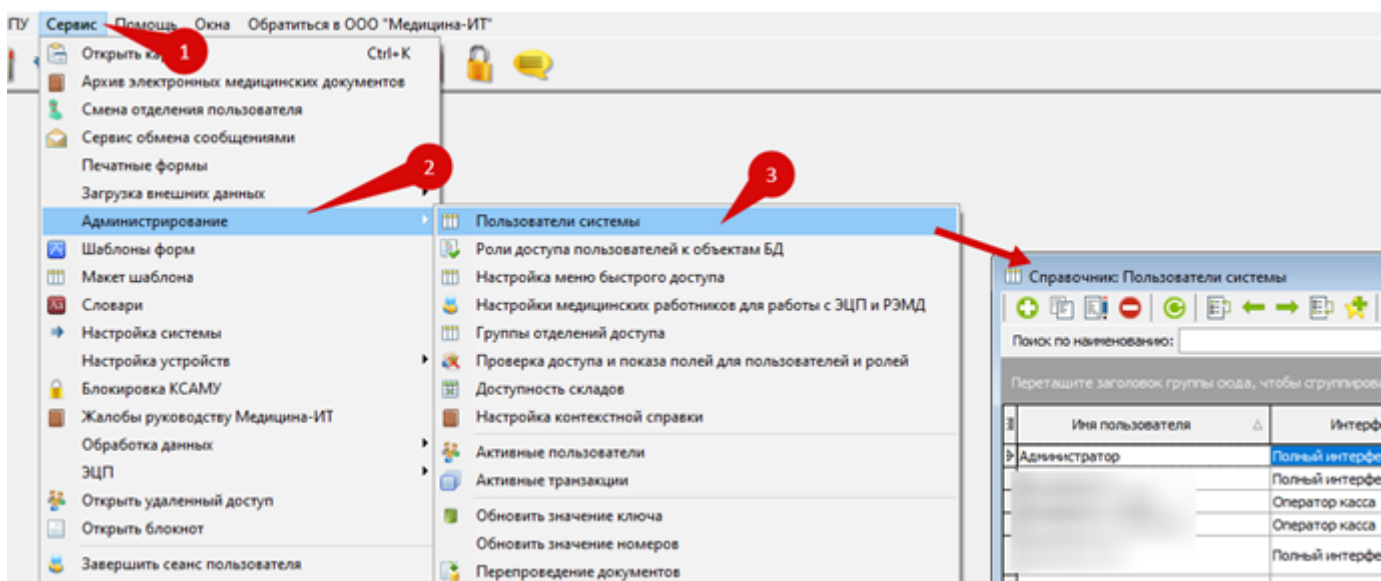 ПУ Сервис Помощь Окна Обратиться в ООО "Медицина-ИТ"
1
Открыть Ctrl+K
Архив электронных медицинских документов
Смена отделения пользователя
Сервис обмена сообщениями
Печатные формы
2
Загрузка внешних данных
Администрирование
Шаблоны форм
Макет шаблона
Словари
Настройка системы
Настройка устройств
Блокировка КСАМУ
Жалобы руководству Медицина-ИТ
Обработка данных
ЭЦП
Открыть удаленный доступ
Открыть блокнот
Завершить сеанс пользователя
3
Пользователи системы
Роли доступа пользователей к объектам БД
Настройка меню быстрого доступа
Настройки медицинских работников для работы с ЭЦП и РЭМД
Группы отделений доступа
Проверка доступа и показа полей для пользователей и ролей
Доступность складов
Настройка контекстной справки
Активные пользователи
Активные транзакции
Обновить значение ключа
Обновить значение номеров
Перепроведение документов
Справочник: Пользователи системы
Поиск по наименованию:
Перетащите заголовок группы сюда, чтобы сгруппирова
Имя пользователя Интерф
Администратор Полный интерфе
Полный интерфе
Оператор касса
Оператор касса
Полный интерфе